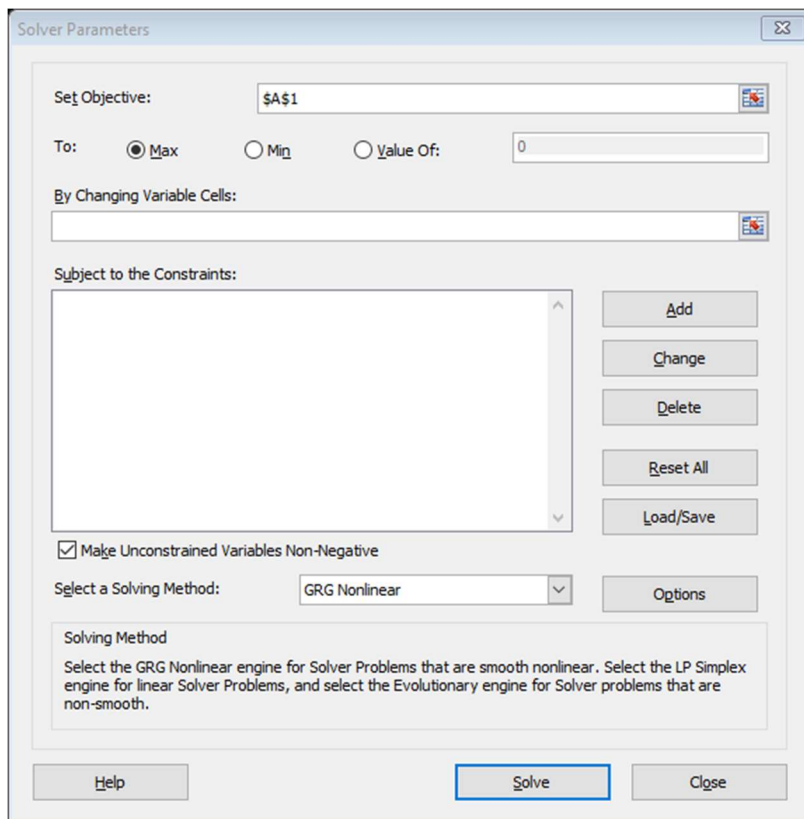 Solver Parameters
Set Objective:
$A$1
To:
Max
Min
Value Of:
0
By Changing Variable Cells:
Subject to the Constraints:
Add
Change
Delete
Reset All
Load/Save
Make Unconstrained Variables Non-Negative
Select a Solving Method:
GRG Nonlinear
Options
Solving Method
Select the GRG Nonlinear engine for Solver Problems that are smooth nonlinear. Select the LP Simplex
engine for linear Solver Problems, and select the Evolutionary engine for Solver problems that are
non-smooth.
Help
Solve
Close